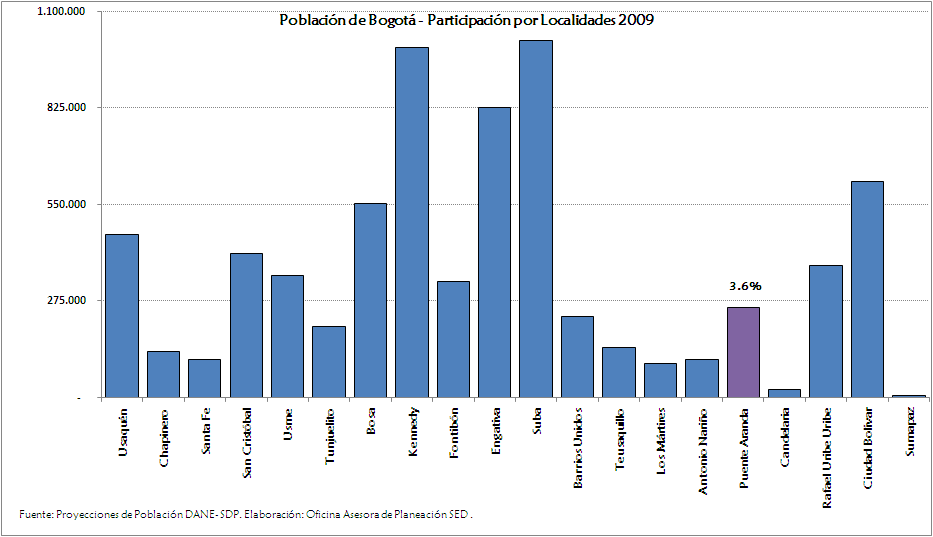 Población de Bogotá - Participación por Localidades 2009
1.100.000
825.000
550.000
275.000
-
3.6%
Usaquén
Chapinero
Santa Fe
San Cristóbal
Usme
Tunjuelito
Bosa
Kennedy
Fontibón
Engativa
Suba
Barrios Unidos
Teusaquillo
Los Mártires
Antonio Nariño
Puente Aranda
Candelaria
Rafael Uribe Uribe
Ciudad Bolivar
Sumapaz
Fuente: Proyecciones de Población DANE- SDP. Elaboración: Oficina Asesora de Planeación SED .